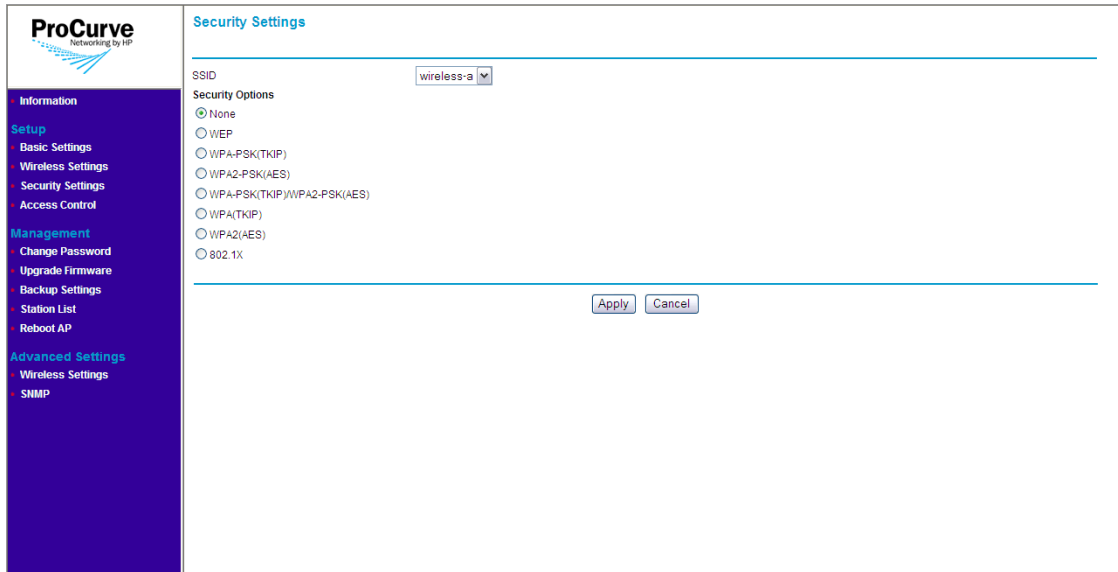 ProCurve
Networking by HP
Information
Setup
Basic Settings
Wireless Settings
Security Settings
Access Control
Management
Change Password
Upgrade Firmware
Backup Settings
Station List
Reboot AP
Advanced Settings
Wireless Settings
SNMP
Security Settings
SSID wireless-a
Security Options
None
WEP
WPA-PSK(TKIP)
WPA2-PSK(AES)
WPA-PSK(TKIP)/WPA2-PSK(AES)
WPA(TKIP)
WPA2(AES)
802.1X
Apply Cancel